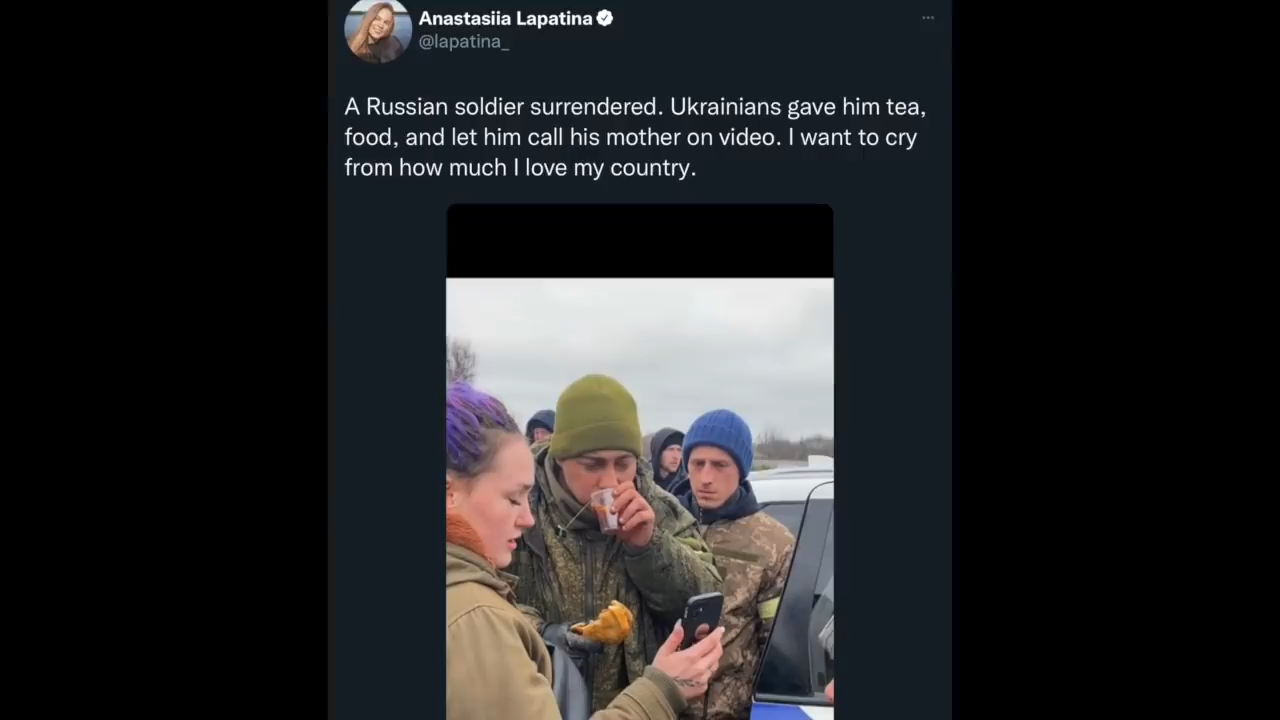 Anastasiia Lapatina
@lapatina_
A Russian soldier surrendered. Ukrainians gave him tea,
food, and let him call his mother on video. I want to cry
from how much I love my country.